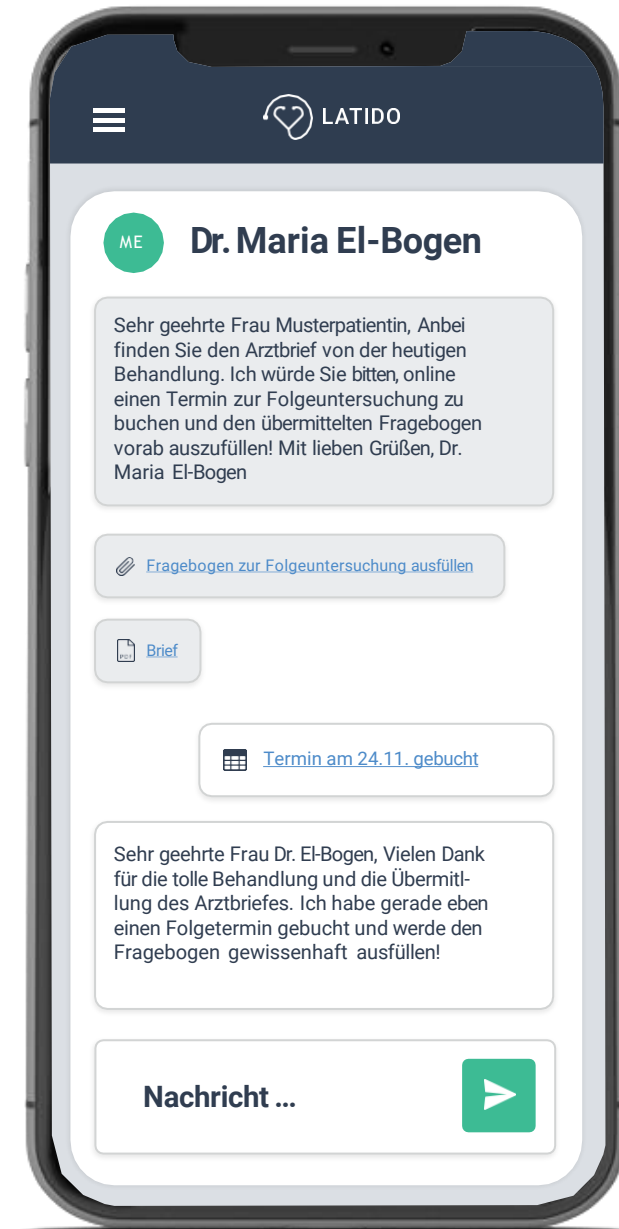 LATIDO
ME
Dr. Maria El-Bogen
Sehr geehrte Frau Musterpatientin, Anbei
finden Sie den Arztbrief von der heutigen
Behandlung. Ich würde Sie bitten, online
einen Termin zur Folgeuntersuchung zu
buchen und den übermittelten Fragebogen
vorab auszufüllen! Mit lieben Grüßen, Dr.
Maria El-Bogen
Fragebogen zur Folgeuntersuchung ausfüllen
PDF
Brief
Termin am 24.11. gebucht
Sehr geehrte Frau Dr. El-Bogen, Vielen Dank
für die tolle Behandlung und die Übermitl-
lung des Arztbriefes. Ich habe gerade eben
einen Folgetermin gebucht und werde den
Fragebogen gewissenhaft ausfüllen!
Nachricht ...